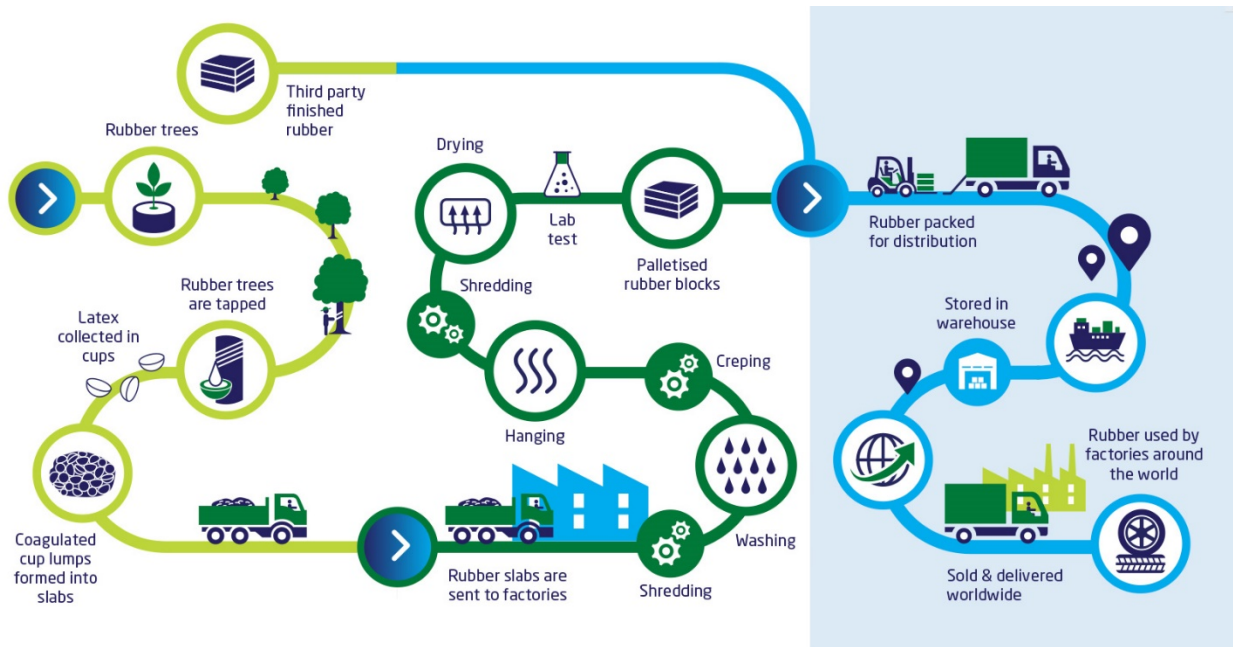 Third party
finished
rubber
Rubber trees
Rubber trees
are tapped
Latex
collected in
cups
Coagulated
cup lumps
formed into
slabs
Rubber slabs are
sent to factories
Shredding
Washing
Creping
Hanging
Shredding
Drying
Lab
test
Palletised
rubber blocks
Rubber packed
for distribution
Stored in
warehouse
Sold & delivered
worldwide
Rubber used by
factories around
the world